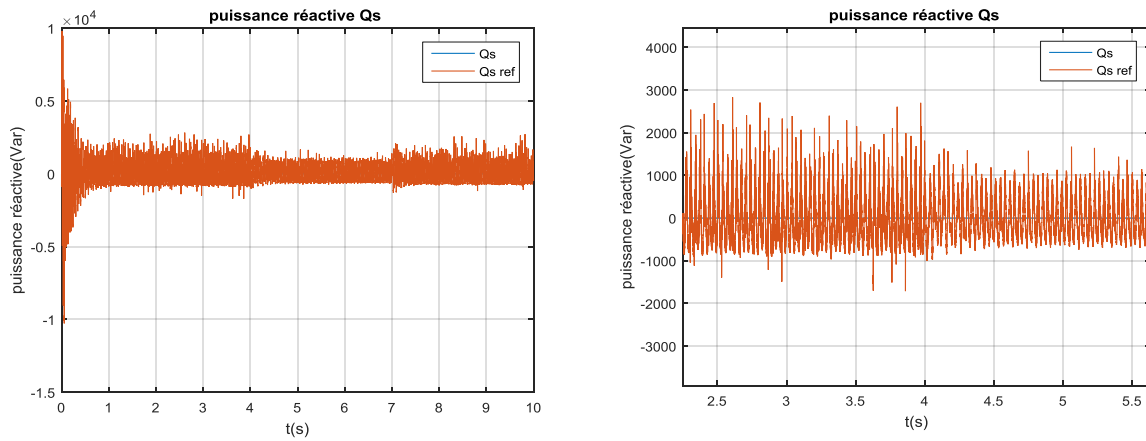 puissance réactive Qs
×10^4
Qs
Qs ref
puissance réactive(Var)
1
0.5
0
-0.5
-1
-1.5
0 1 2 3 4 5 6 7 8 9 10
t(s)
puissance réactive Qs
Qs
Qs ref
puissance réactive(Var)
4000
3000
2000
1000
0
-1000
-2000
-3000
2.5 3 3.5 4 4.5 5 5.5
t(s)